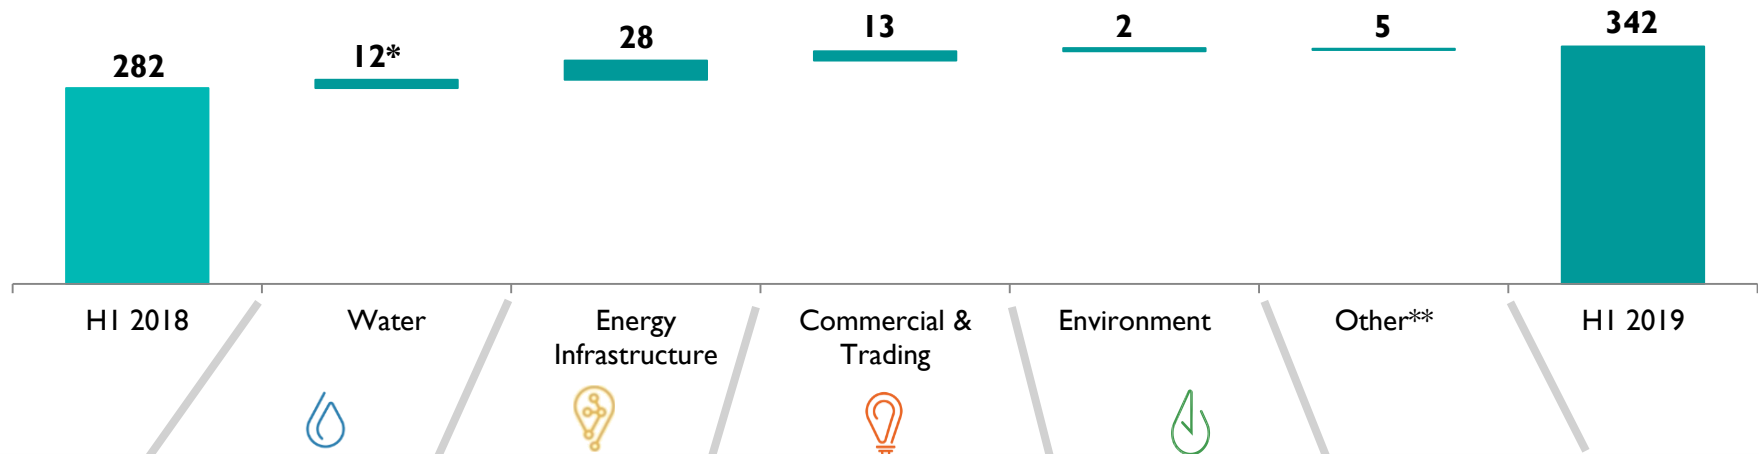 282
12*
28
13
2
5
342
H1 2018
Water
Energy
Infrastructure
Commercial &
Trading
Environment
Other**
H1 2019